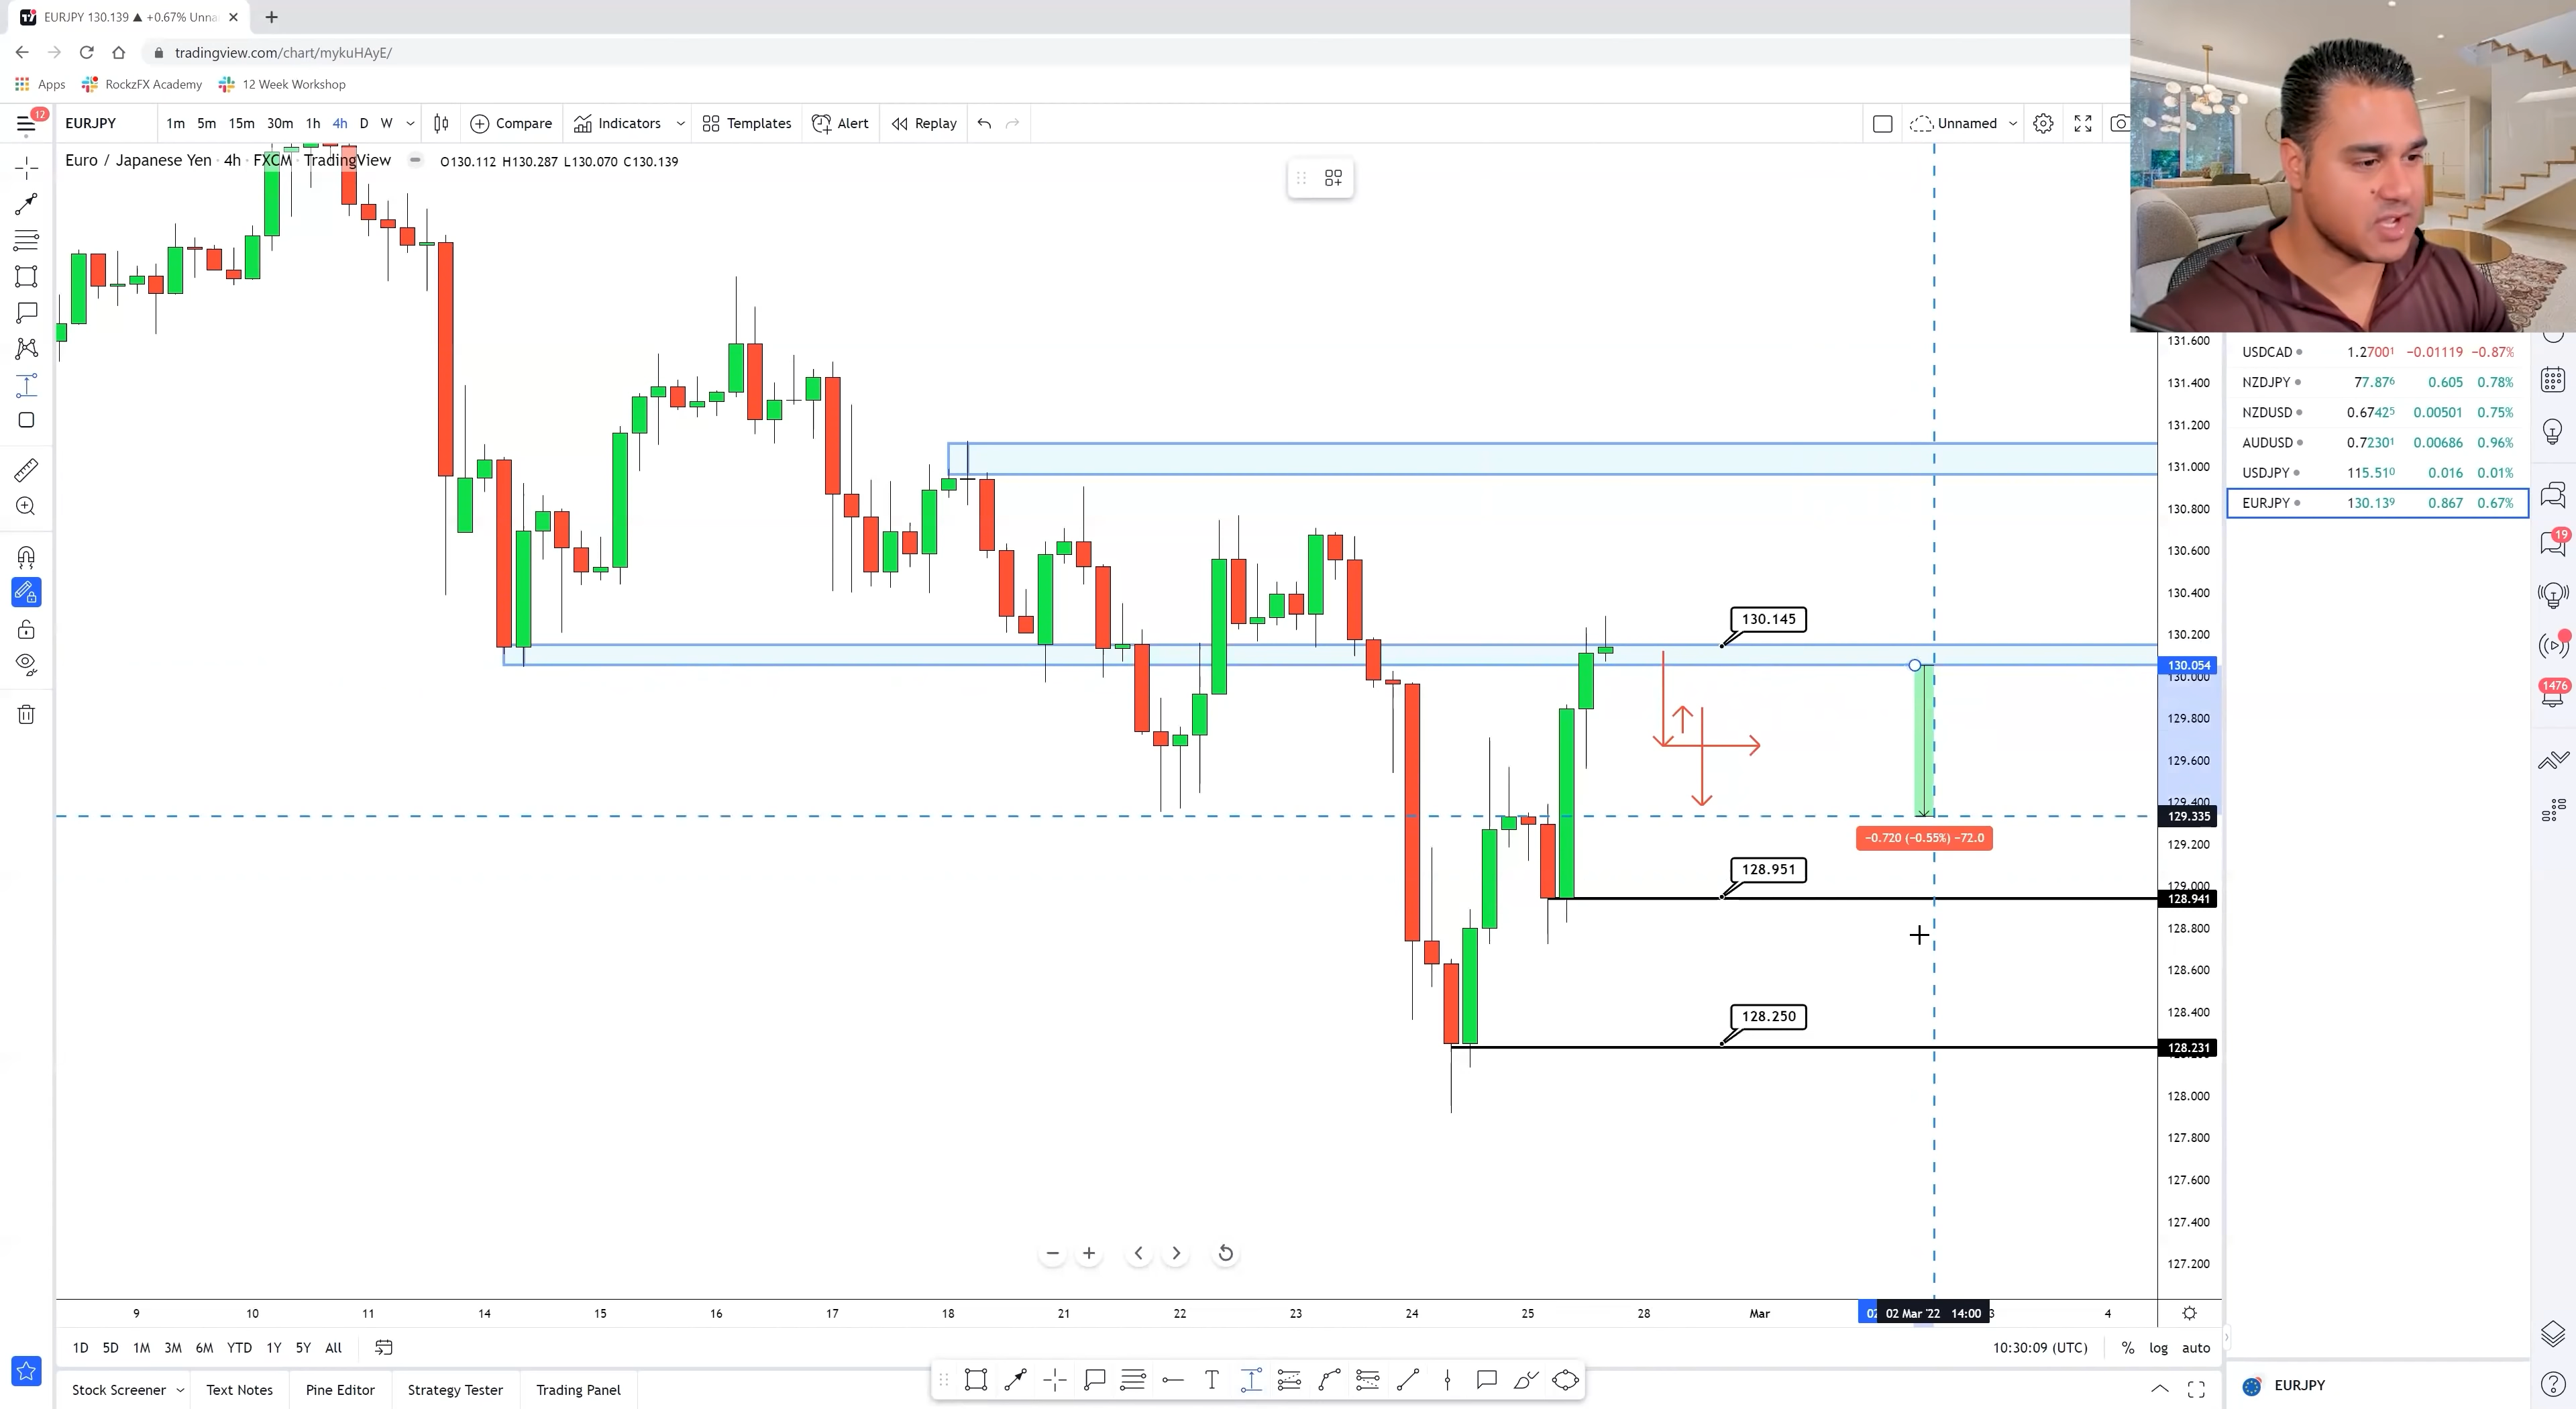 EURJPY 130.139 ▲ +0.67% Unna
tradingview.com/chart/mykuHAyE/
Apps RockzFX Academy 12 Week Workshop
12
EURJPY 1m 5m 15m 30m 1h 4h D W Compare Indicators Templates Alert Replay Unnamed
Euro / Japanese Yen · 4h · FXCM · TradingView O130.112 H130.287 L130.070 C130.139
131.600
131.400
131.200
131.000
130.800
130.600
130.400
130.200
130.054
130.000
129.800
129.600
129.400
129.335
129.200
129.000
128.941
128.800
128.600
128.400
128.231
128.000
127.800
127.600
127.400
127.200
130.145
−0.720 (−0.55%) −72.0
128.951
128.250
USDCAD 1.27001 −0.01119 −0.87%
NZDJPY 77.876 0.605 0.78%
NZDUSD 0.67425 0.00501 0.75%
AUDUSD 0.72301 0.00686 0.96%
USDJPY 115.510 0.016 0.01%
EURJPY 130.139 0.867 0.67%
19
1476
9 10 11 14 15 16 17 18 21 22 23 24 25 28 Mar 02 02 Mar '22 14:00 3 4
1D 5D 1M 3M 6M YTD 1Y 5Y All 10:30:09 (UTC) % log auto
Stock Screener Text Notes Pine Editor Strategy Tester Trading Panel EURJPY